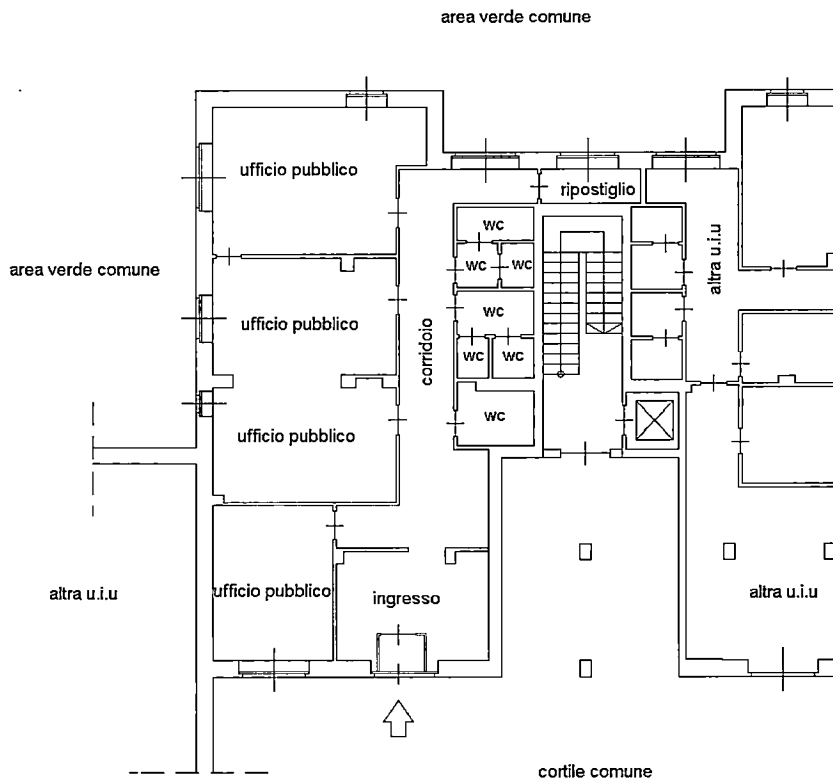 area verde comune
ufficio pubblico
ripostiglio
wc
area verde comune
wc
wc
altra u.i.u
wc
ufficio pubblico
corridoio
wc
wc
wc
ufficio pubblico
ufficio pubblico
ingresso
altra u.i.u
altra u.i.u
cortile comune